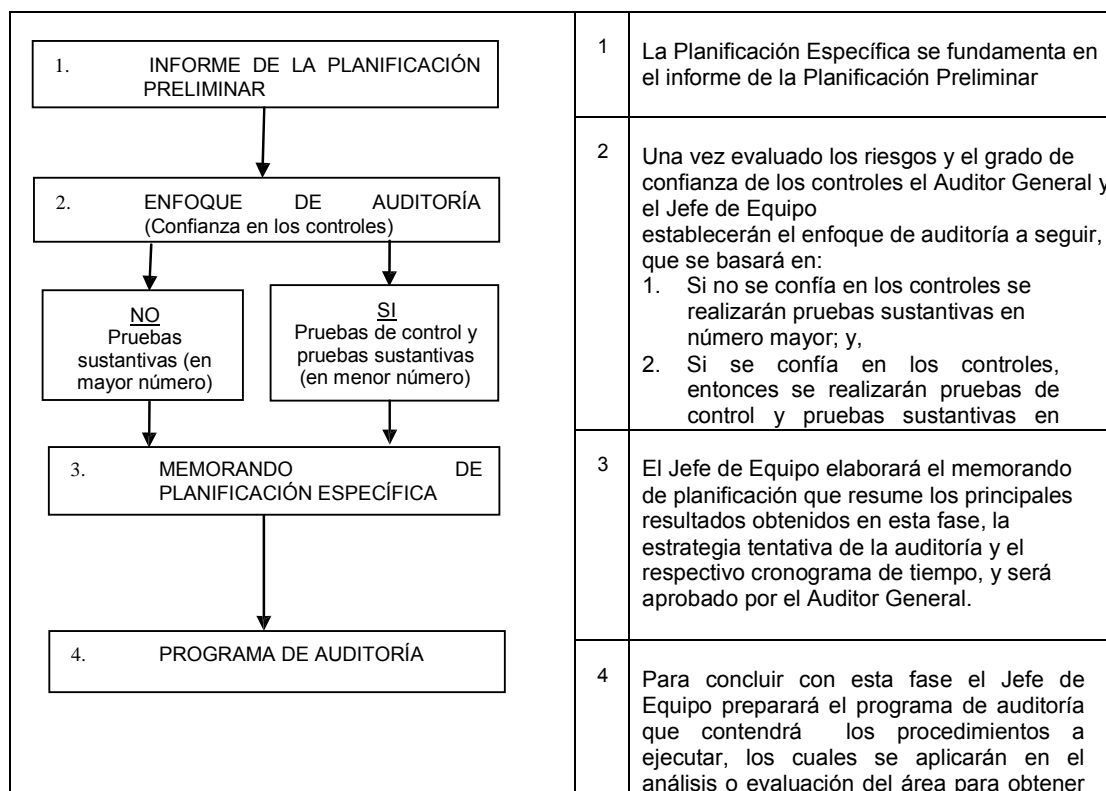 1. INFORME DE LA PLANIFICACIÓN
PRELIMINAR
2. ENFOQUE DE AUDITORÍA
(Confianza en los controles)
NO
Pruebas
sustantivas (en
mayor número)
SI
Pruebas de control y
pruebas sustantivas
(en menor número)
3. MEMORANDO DE
PLANIFICACIÓN ESPECÍFICA
4. PROGRAMA DE AUDITORÍA
1
La Planificación Específica se fundamenta en
el informe de la Planificación Preliminar
2
Una vez evaluado los riesgos y el grado de
confianza de los controles el Auditor General y
el Jefe de Equipo
establecerán el enfoque de auditoría a seguir,
que se basará en:
1. Si no se confía en los controles se
realizarán pruebas sustantivas en
número mayor; y,
2. Si se confía en los controles,
entonces se realizarán pruebas de
control y pruebas sustantivas en
3
El Jefe de Equipo elaborará el memorando
de planificación que resume los principales
resultados obtenidos en esta fase, la
estrategia tentativa de la auditoría y el
respectivo cronograma de tiempo, y será
aprobado por el Auditor General.
4
Para concluir con esta fase el Jefe de
Equipo preparará el programa de auditoría
que contendrá los procedimientos a
ejecutar, los cuales se aplicarán en el
análisis o evaluación del área para obtener